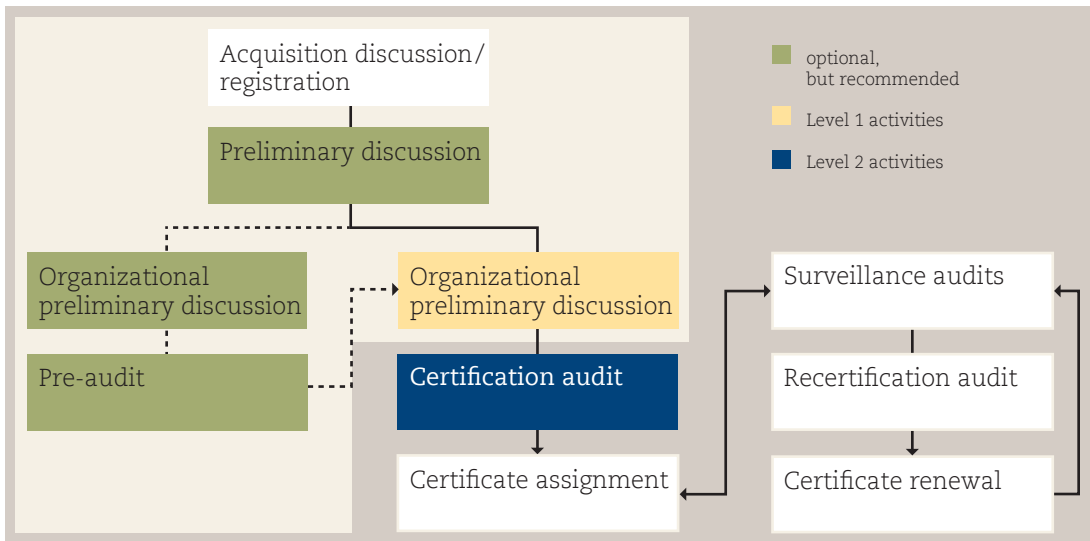 Acquisition discussion/
registration
Preliminary discussion
optional,
but recommended
Level 1 activities
Level 2 activities
Organizational
preliminary discussion
Organizational
preliminary discussion
Surveillance audits
Pre-audit
Certification audit
Recertification audit
Certificate assignment
Certificate renewal